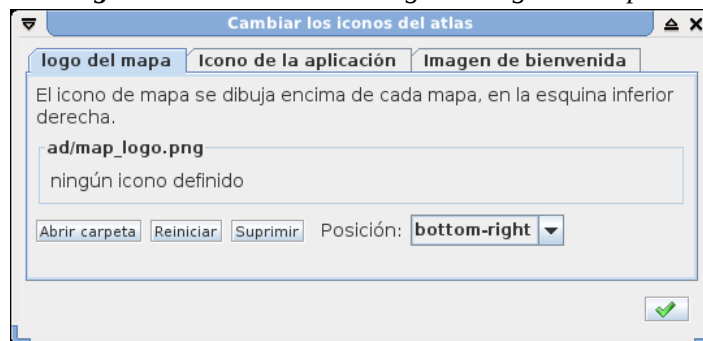 Cambiar los iconos del atlas
logo del mapa Icono de la aplicación Imagen de bienvenida
El icono de mapa se dibuja encima de cada mapa, en la esquina inferior
derecha.
ad/map_logo.png
ningún icono definido
Abrir carpeta Reiniciar Suprimir Posición: bottom-right